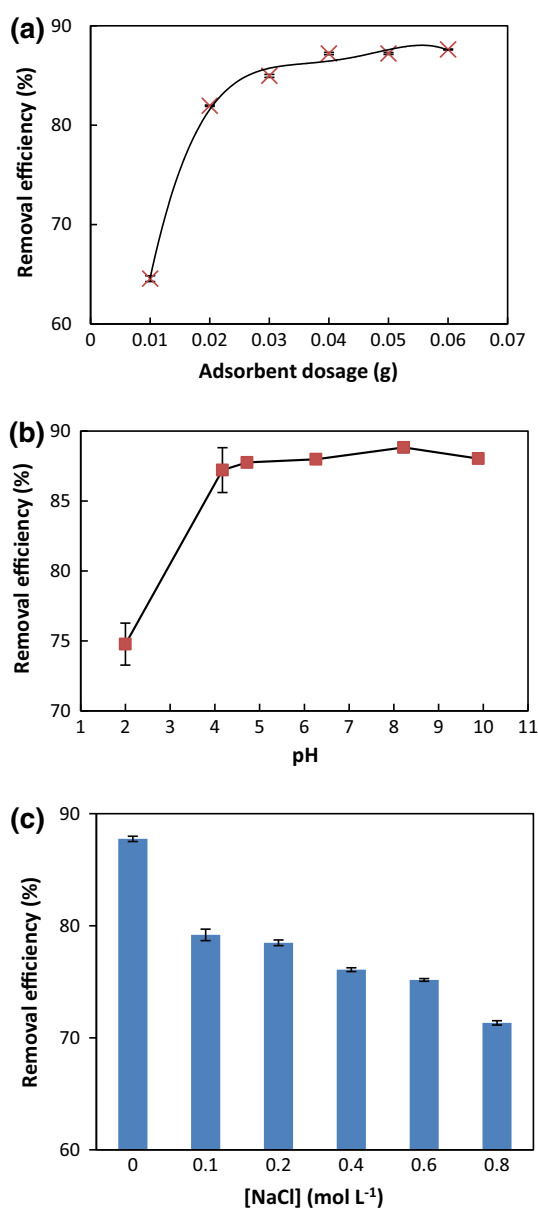 (a)
90
80
70
60
Removal efficiency (%)
0 0.01 0.02 0.03 0.04 0.05 0.06 0.07
Adsorbent dosage (g)
(b)
90
85
80
75
70
Removal efficiency (%)
1 2 3 4 5 6 7 8 9 10 11
pH
(c)
90
80
70
60
Removal efficiency (%)
0 0.1 0.2 0.4 0.6 0.8
[NaCl] (mol L⁻¹)